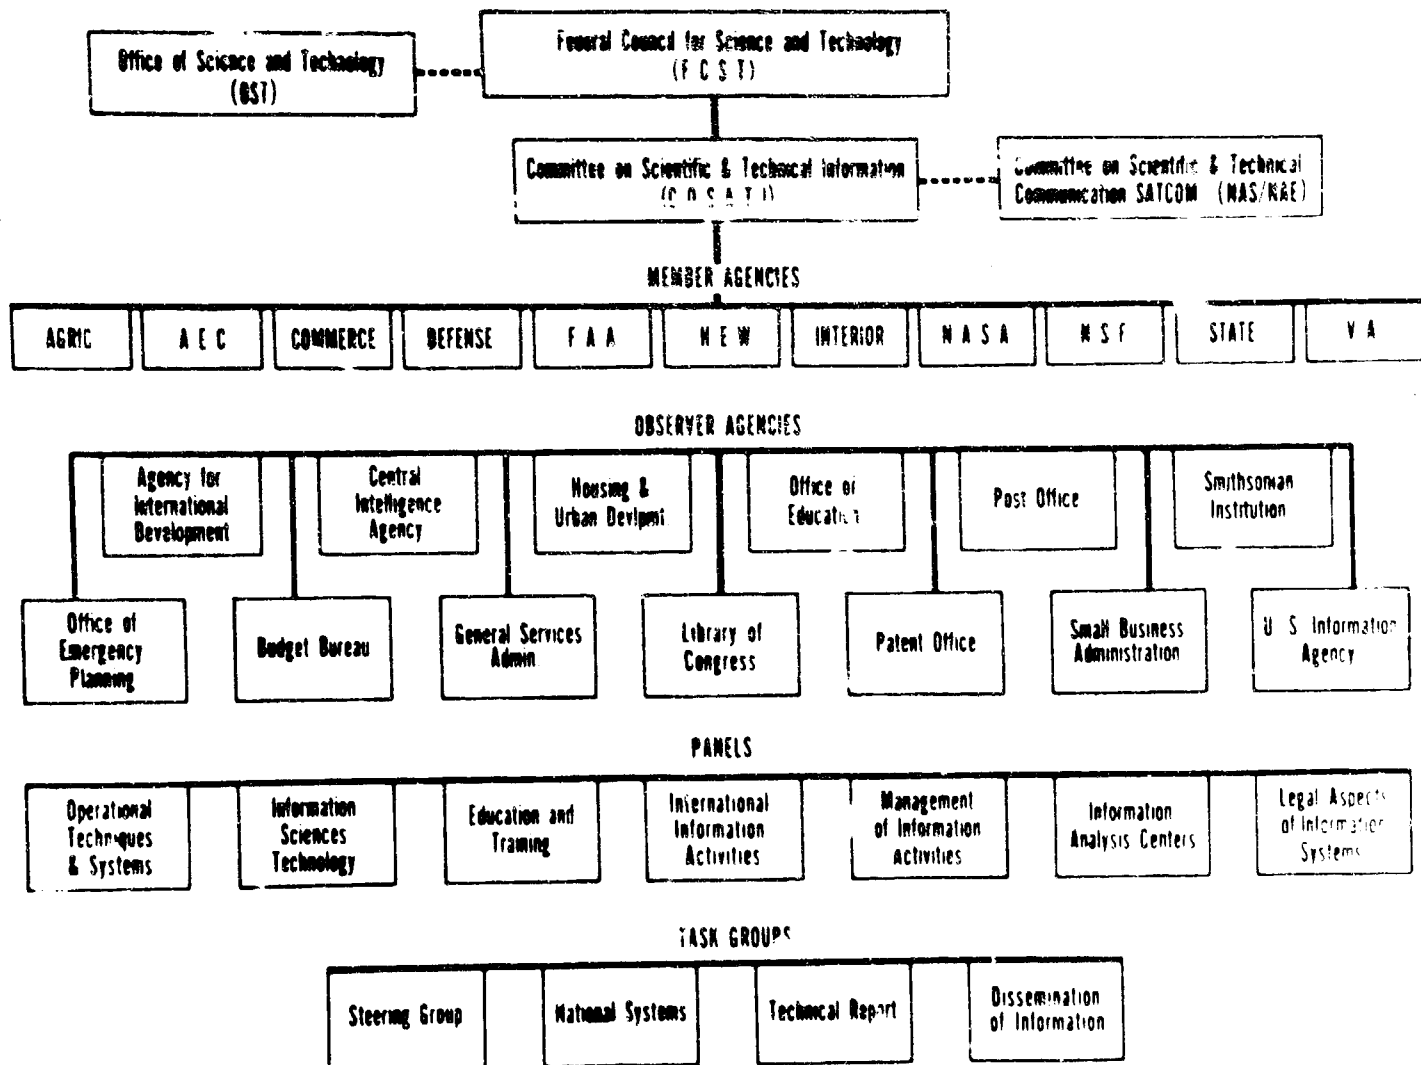 Office of Science and Technology
(OST)
Federal Council for Science and Technology
(F C S T)
Committee on Scientific & Technical Information
(C O S A T I)
Committee on Scientific & Technical
Communication SATCOM (NAS/NAE)
MEMBER AGENCIES
AGRIC
A E C
COMMERCE
DEFENSE
F A A
H E W
INTERIOR
N A S A
N S F
STATE
V A
OBSERVER AGENCIES
Agency for
International
Development
Central
Intelligence
Agency
Housing &
Urban Devlpmt
Office of
Education
Post Office
Smithsonian
Institution
Office of
Emergency
Planning
Budget Bureau
General Services
Admin
Library of
Congress
Patent Office
Small Business
Administration
U S Information
Agency
PANELS
Operational
Techniques
& Systems
Information
Sciences
Technology
Education and
Training
International
Information
Activities
Management
of Information
Activities
Information
Analysis Centers
Legal Aspects
of Information
Systems
TASK GROUPS
Steering Group
National Systems
Technical Report
Dissemination
of Information